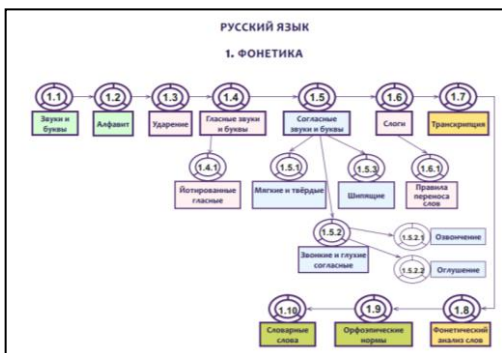 РУССКИЙ ЯЗЫК
1. ФОНЕТИКА
1.1
1.2
1.3
1.4
1.5
1.6
1.7
Звуки и
буквы
Алфавит
Ударение
Гласные звуки
и буквы
Согласные
звуки и буквы
Слоги
Транскрипция
1.4.1
1.5.1
1.5.3
1.6.1
Йотированные
гласные
Мягкие и твёрдые
Шипящие
Правила
переноса
слов
1.5.2
1.5.2.1
Озвончение
Звонкие и глухие
согласные
1.5.2.2
Оглушение
1.10
1.9
1.8
Словарные
слова
Орфоэпические
нормы
Фонетический
анализ слов